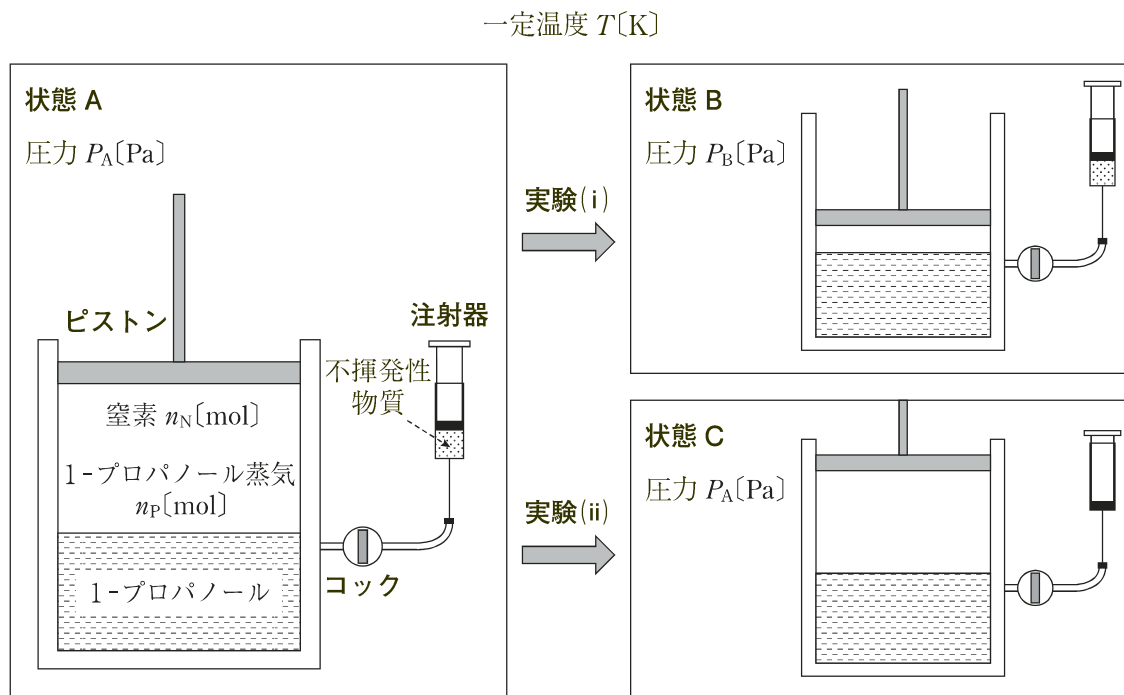 一定温度 T〔K〕
状態 A
圧力 PA〔Pa〕
ピストン
注射器
不揮発性
物質
窒素 nN〔mol〕
1-プロパノール蒸気
nP〔mol〕
コック
1-プロパノール
実験(i)
実験(ii)
状態 B
圧力 PB〔Pa〕
状態 C
圧力 PA〔Pa〕